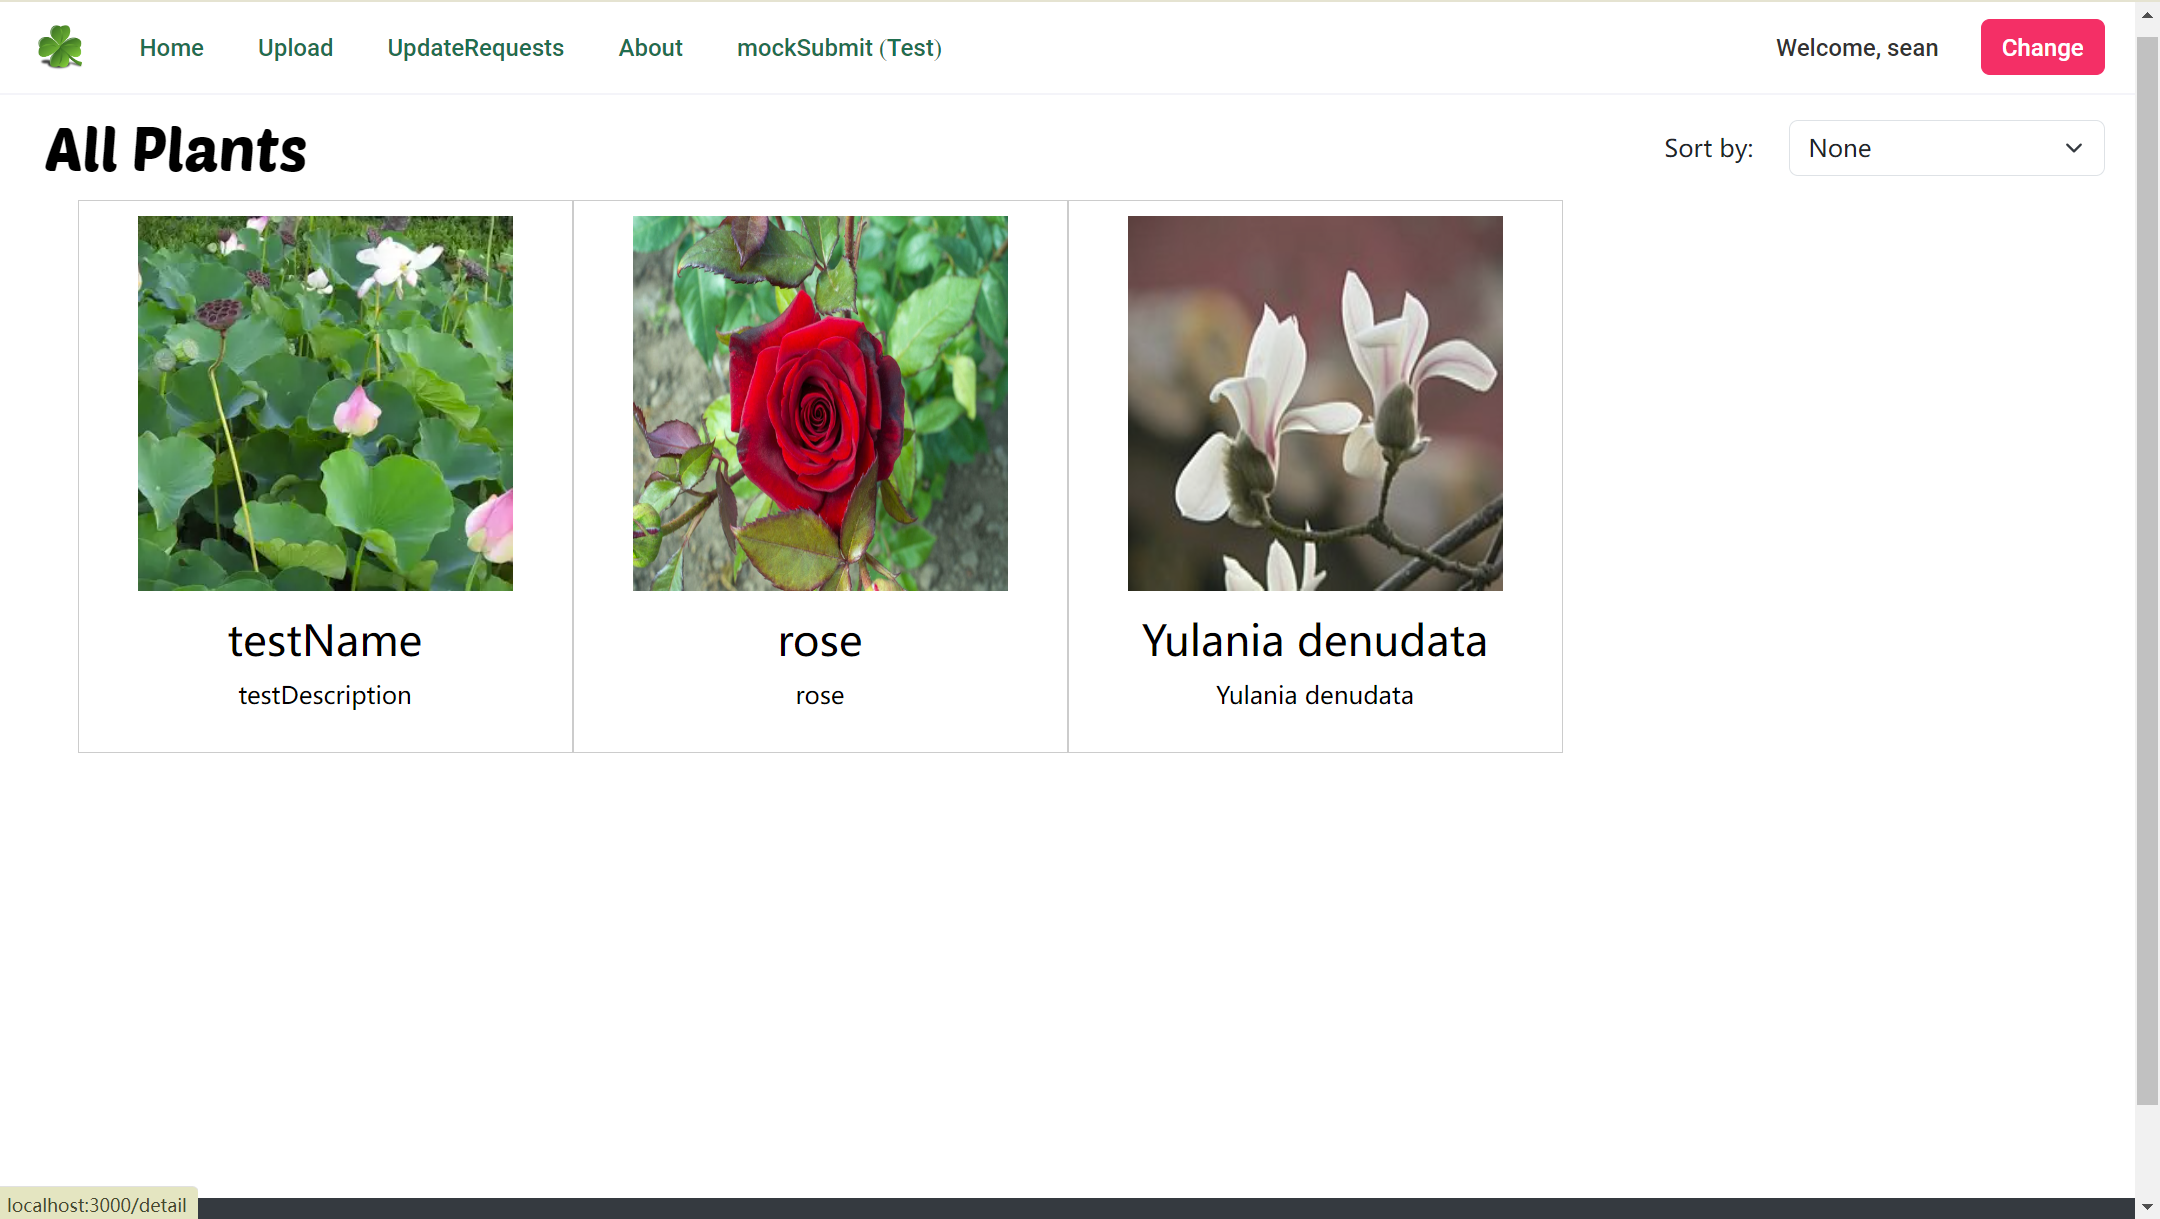 Home Upload UpdateRequests About mockSubmit (Test) Welcome, sean Change
All Plants Sort by: None
testName rose Yulania denudata
testDescription rose Yulania denudata
localhost:3000/detail